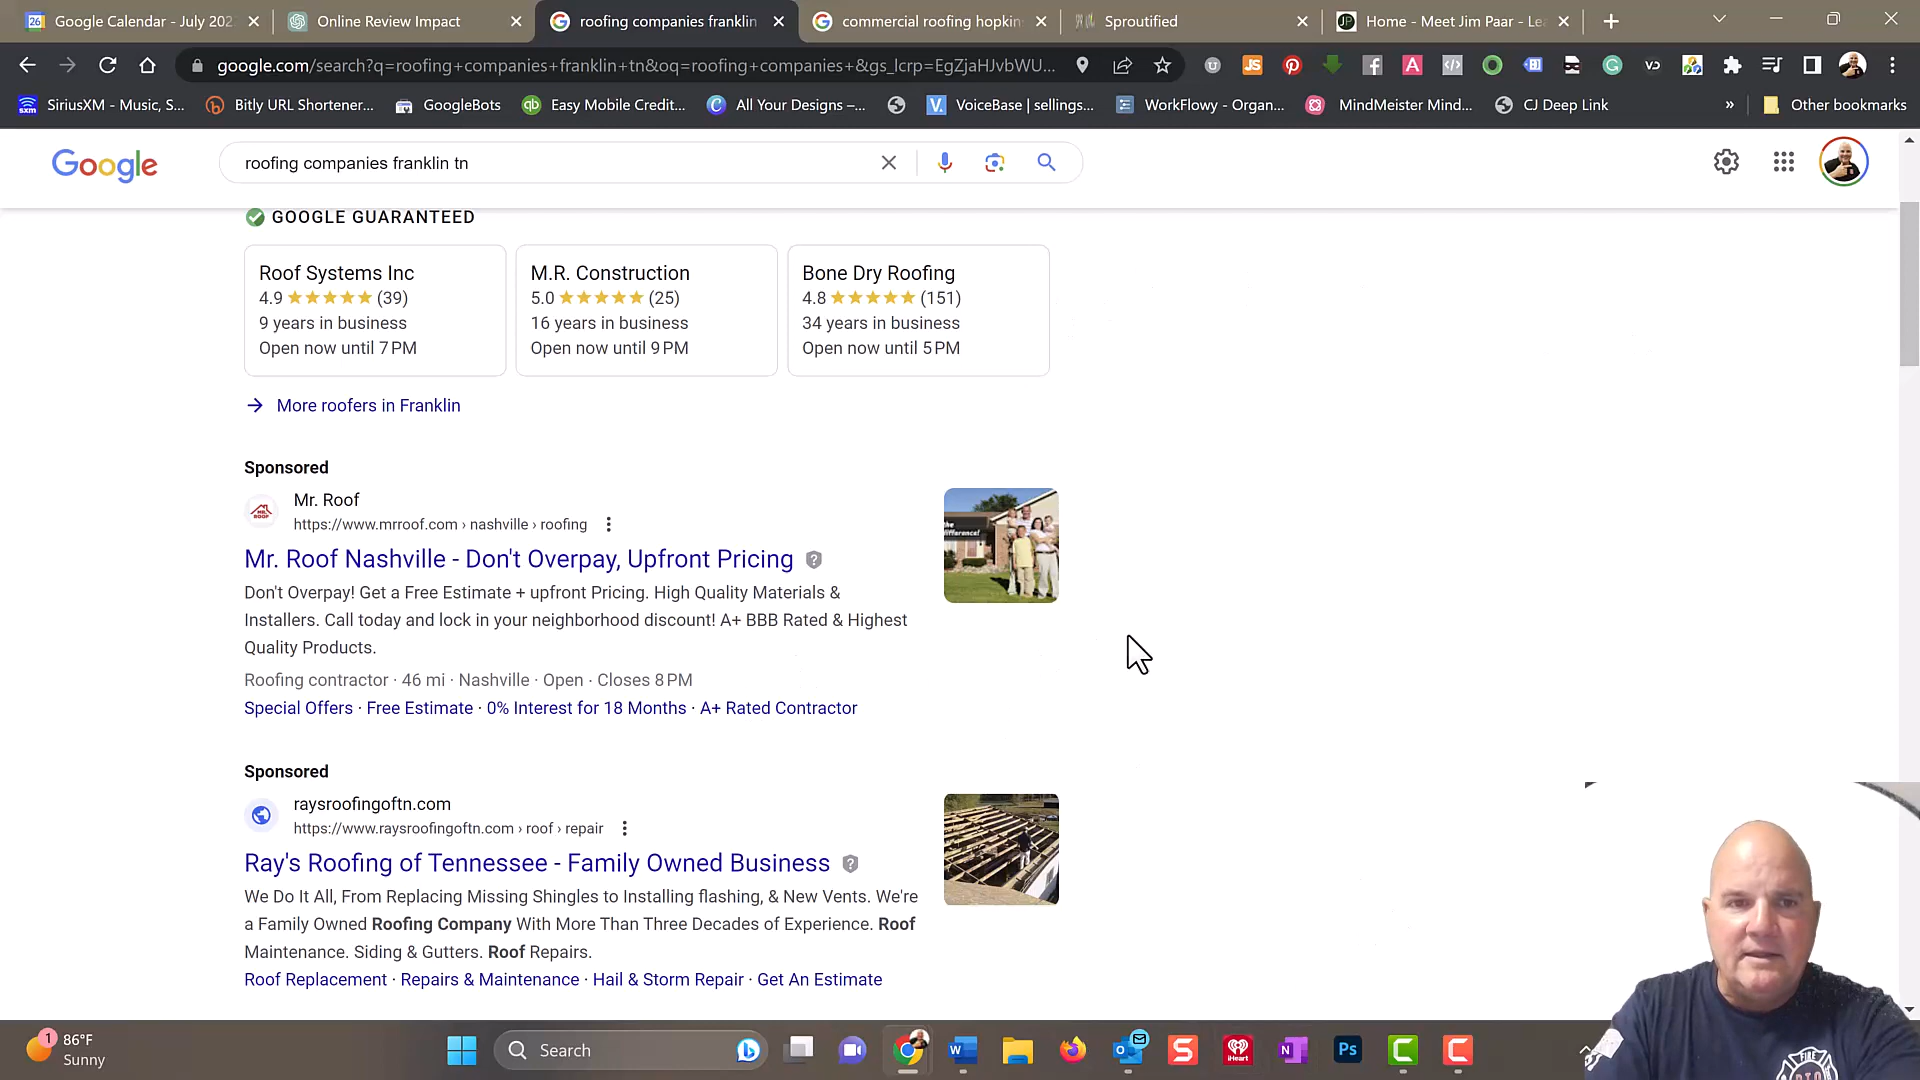 26 Google Calendar - July 202
Online Review Impact
roofing companies franklin
commercial roofing hopkin
Sproutified
Home - Meet Jim Paar - Le
google.com/search?q=roofing+companies+franklin+tn&oq=roofing+companies+&gs_lcrp=EgZjaHJvbWU...
SiriusXM - Music, S...
Bitly URL Shortener...
GoogleBots
Easy Mobile Credit...
All Your Designs –...
VoiceBase | sellings...
WorkFlowy - Organ...
MindMeister Mind...
CJ Deep Link
»
Other bookmarks
Google
roofing companies franklin tn
GOOGLE GUARANTEED
Roof Systems Inc
4.9 ★★★★★ (39)
9 years in business
Open now until 7 PM
M.R. Construction
5.0 ★★★★★ (25)
16 years in business
Open now until 9 PM
Bone Dry Roofing
4.8 ★★★★★ (151)
34 years in business
Open now until 5 PM
More roofers in Franklin
Sponsored
Mr. Roof
https://www.mrroof.com › nashville › roofing
Mr. Roof Nashville - Don't Overpay, Upfront Pricing
Don't Overpay! Get a Free Estimate + upfront Pricing. High Quality Materials &
Installers. Call today and lock in your neighborhood discount! A+ BBB Rated & Highest
Quality Products.
Roofing contractor · 46 mi · Nashville · Open · Closes 8 PM
Special Offers · Free Estimate · 0% Interest for 18 Months · A+ Rated Contractor
Sponsored
raysroofingoftn.com
https://www.raysroofingoftn.com › roof › repair
Ray's Roofing of Tennessee - Family Owned Business
We Do It All, From Replacing Missing Shingles to Installing flashing, & New Vents. We're
a Family Owned Roofing Company With More Than Three Decades of Experience. Roof
Maintenance. Siding & Gutters. Roof Repairs.
Roof Replacement · Repairs & Maintenance · Hail & Storm Repair · Get An Estimate
1
86°F
Sunny
Search